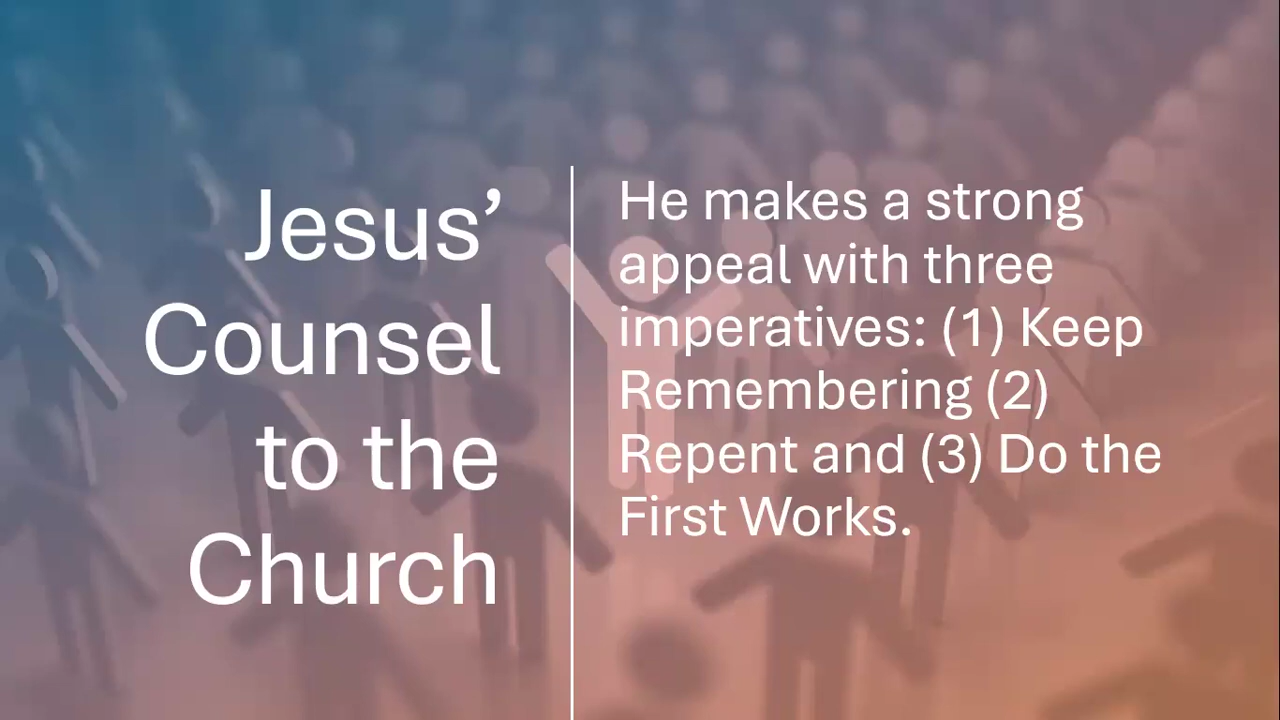 Jesus’
Counsel
to the
Church
He makes a strong
appeal with three
imperatives: (1) Keep
Remembering (2)
Repent and (3) Do the
First Works.